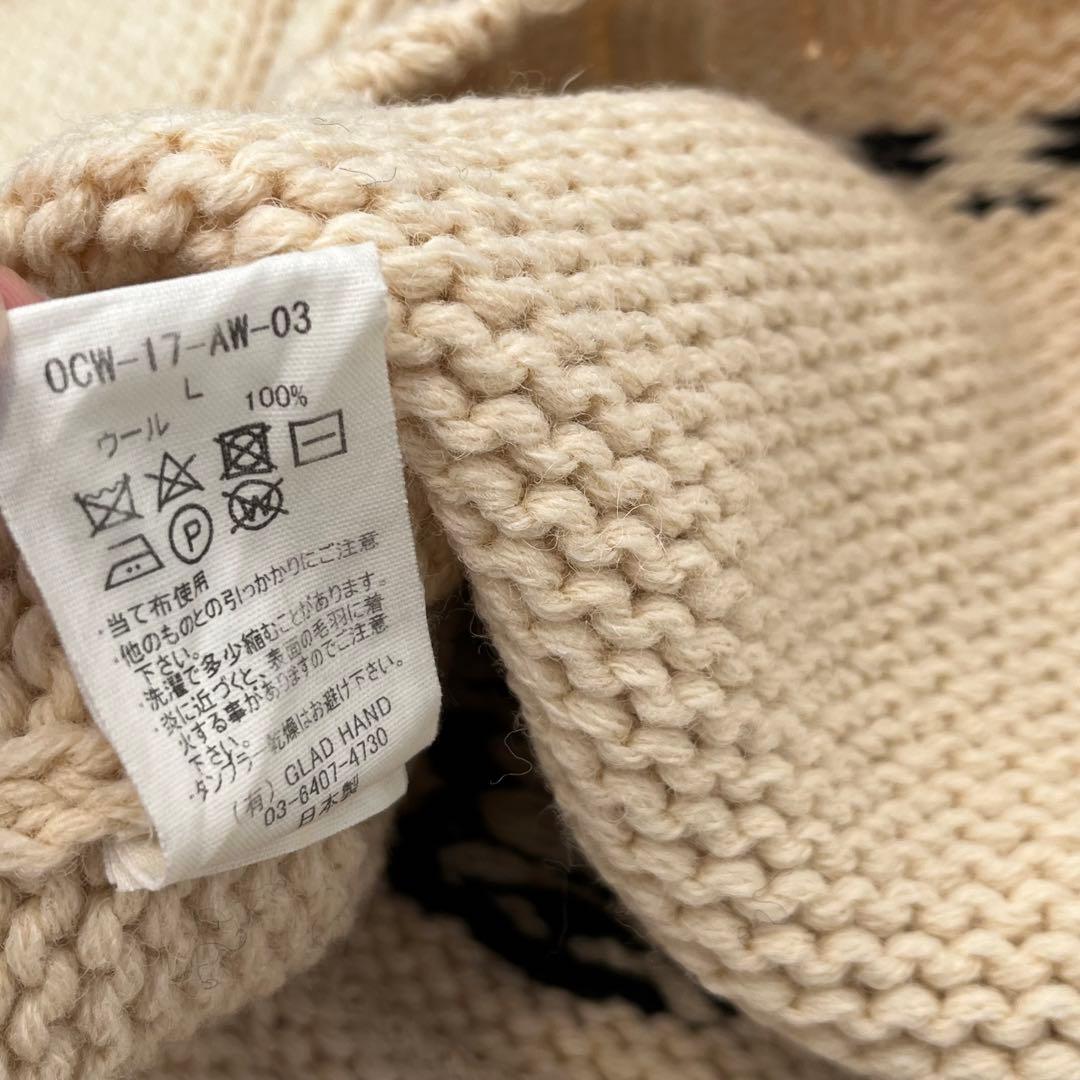 OCW-17-AW-03
L
ウール 100%
P W
・当て布使用
・他のものとの引っかかりにご注意
下さい。
・洗濯で多少縮むことがあります。
・炎に近づくと、表面の毛羽に着
火する事がありますのでご注意
下さい。
・タンブラー乾燥はお避け下さい。
(有) GLAD HAND
03-6407-4730
日本製